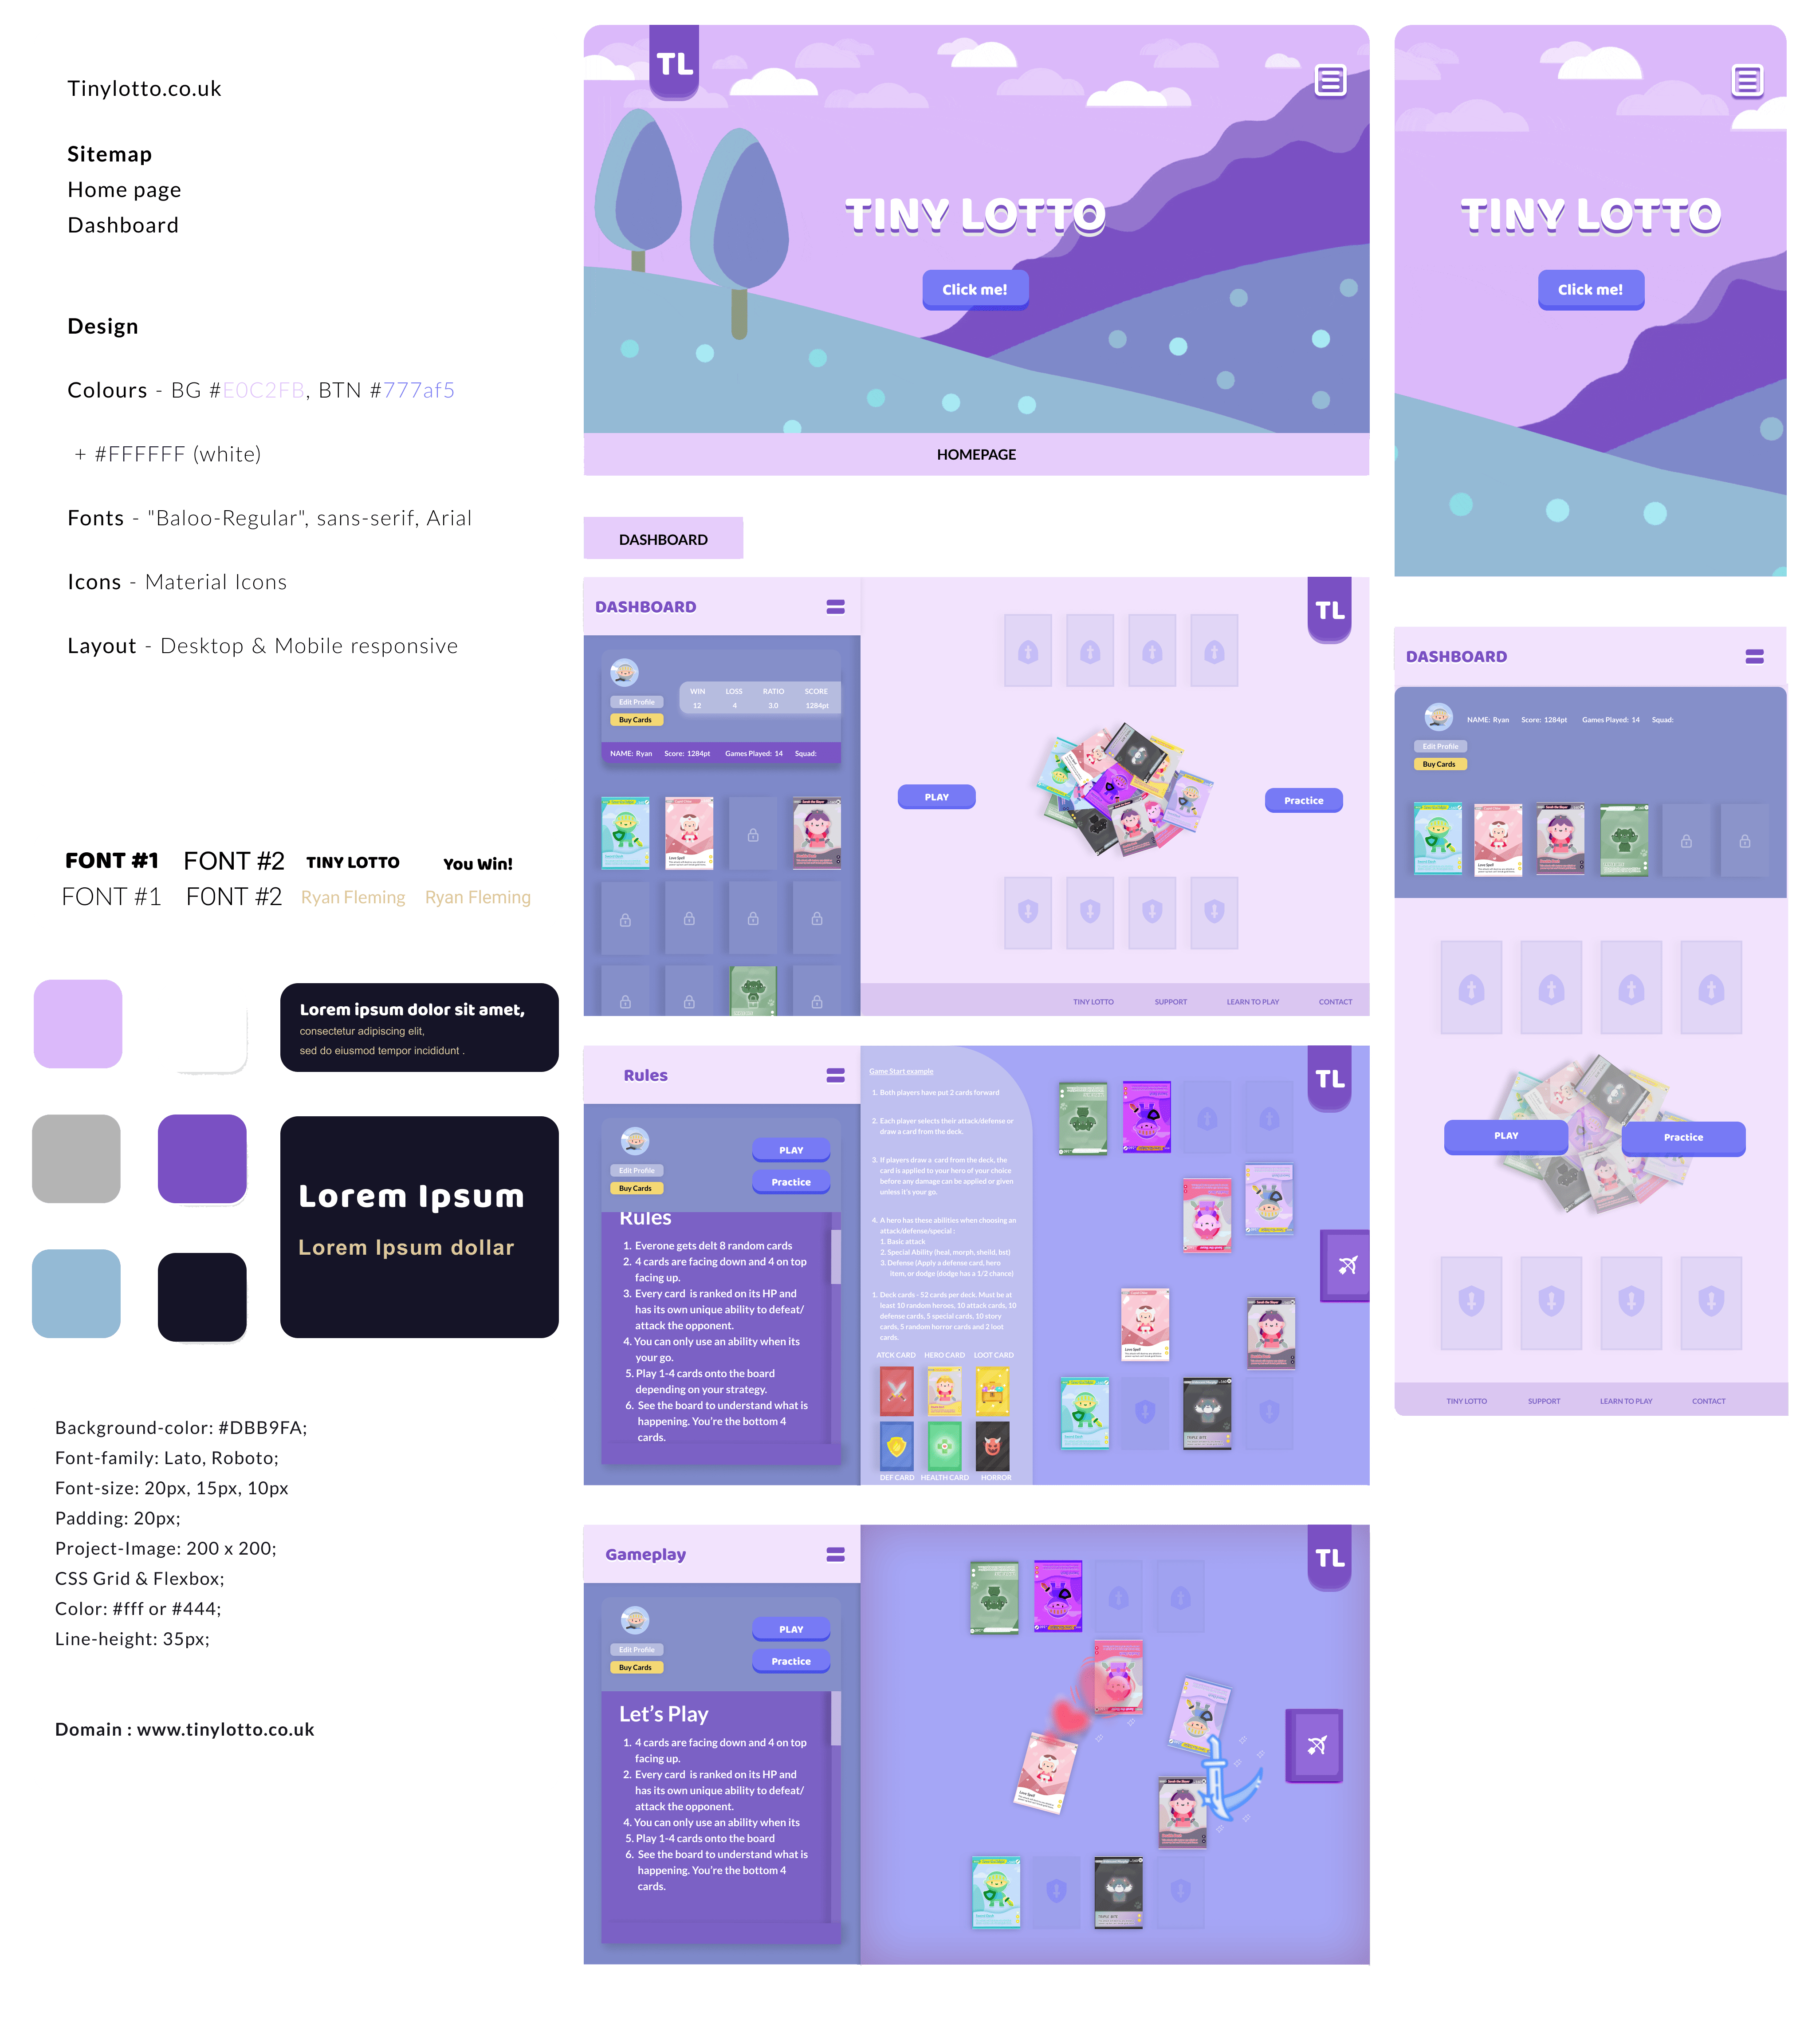 Tinylotto.co.uk
Sitemap
Home page
Dashboard
Design
Colours - BG #E0C2FB, BTN #777af5
+ #FFFFFF (white)
Fonts - "Baloo-Regular", sans-serif, Arial
Icons - Material Icons
Layout - Desktop & Mobile responsive
FONT #1 FONT #2 TINY LOTTO You Win!
FONT #1 FONT #2 Ryan Fleming Ryan Fleming
Lorem ipsum dolor sit amet,
consectetur adipiscing elit,
sed do eiusmod tempor incididunt .
Lorem Ipsum
Lorem Ipsum dollar
Background-color: #DBB9FA;
Font-family: Lato, Roboto;
Font-size: 20px, 15px, 10px
Padding: 20px;
Project-Image: 200 x 200;
CSS Grid & Flexbox;
Color: #fff or #444;
Line-height: 35px;
Domain : www.tinylotto.co.uk
TL
TINY LOTTO
Click me!
HOMEPAGE
TINY LOTTO
Click me!
DASHBOARD
DASHBOARD
TL
Edit Profile
Buy Cards
WIN LOSS RATIO SCORE
12 4 3.0 1284pt
NAME: Ryan Score: 1284pt Games Played: 14 Squad:
Love Spell
PLAY
Practice
TINY LOTTO SUPPORT LEARN TO PLAY CONTACT
DASHBOARD
NAME: Ryan Score: 1284pt Games Played: 14 Squad:
Edit Profile
Buy Cards
Love Spell
PLAY
Practice
TINY LOTTO SUPPORT LEARN TO PLAY CONTACT
Rules
Edit Profile
Buy Cards
PLAY
Practice
Rules
1. Everone gets delt 8 random cards
2. 4 cards are facing down and 4 on top
facing up.
3. Every card is ranked on its HP and
has its own unique ability to defeat/
attack the opponent.
4. You can only use an ability when its
your go.
5. Play 1-4 cards onto the board
depending on your strategy.
6. See the board to understand what is
happening. You're the bottom 4
cards.
Game Start example
1. Both players have put 2 cards forward
2. Each player selects their attack/defense or
draw a card from the deck.
3. If players draw a card from the deck, the
card is applied to your hero of your choice
before any damage can be applied or given
unless it's your go.
4. A hero has these abilities when choosing an
attack/defense/special :
1. Basic attack
2. Special Ability (heal, morph, sheild, bst)
3. Defense (Apply a defense card, hero
item, or dodge (dodge has a 1/2 chance)
1. Deck cards - 52 cards per deck. Must be at
least 10 random heroes, 10 attack cards, 10
defense cards, 5 special cards, 10 story
cards, 5 random horror cards and 2 loot
cards.
ATCK CARD HERO CARD LOOT CARD
DEF CARD HEALTH CARD HORROR
TL
Love Spell
Gameplay
Edit Profile
Buy Cards
PLAY
Practice
Let's Play
1. 4 cards are facing down and 4 on top
facing up.
2. Every card is ranked on its HP and
has its own unique ability to defeat/
attack the opponent.
4. You can only use an ability when its
5. Play 1-4 cards onto the board
6. See the board to understand what is
happening. You're the bottom 4
cards.
TL
Love Spell